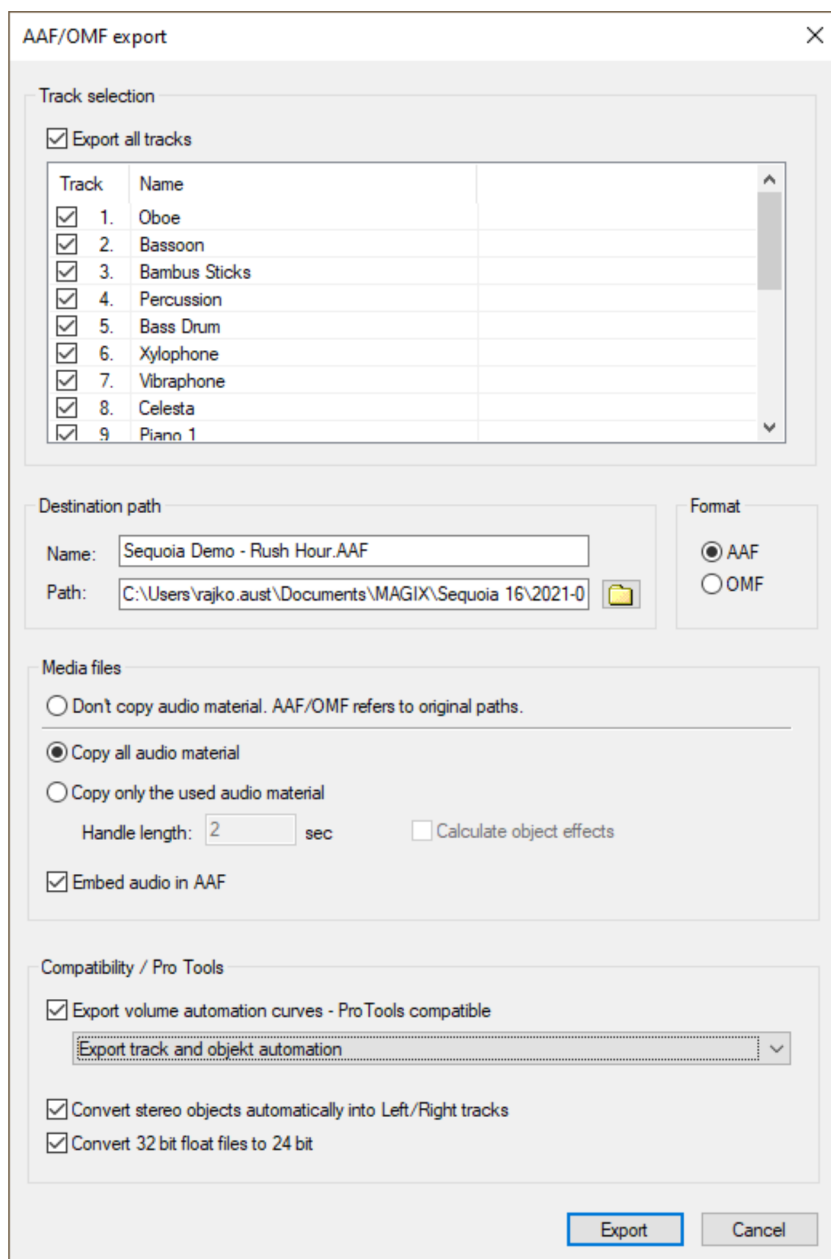 AAF/OMF export
Track selection
Export all tracks
Track Name
1. Oboe
2. Bassoon
3. Bambus Sticks
4. Percussion
5. Bass Drum
6. Xylophone
7. Vibraphone
8. Celesta
9 Piano 1
Destination path
Name: Sequoia Demo - Rush Hour.AAF
Path: C:\Users\rajko.aust\Documents\MAGIX\Sequoia 16\2021-0
Format
AAF
OMF
Media files
Don't copy audio material. AAF/OMF refers to original paths.
Copy all audio material
Copy only the used audio material
Handle length: 2 sec Calculate object effects
Embed audio in AAF
Compatibility / Pro Tools
Export volume automation curves - ProTools compatible
Export track and objekt automation
Convert stereo objects automatically into Left/Right tracks
Convert 32 bit float files to 24 bit
Export Cancel